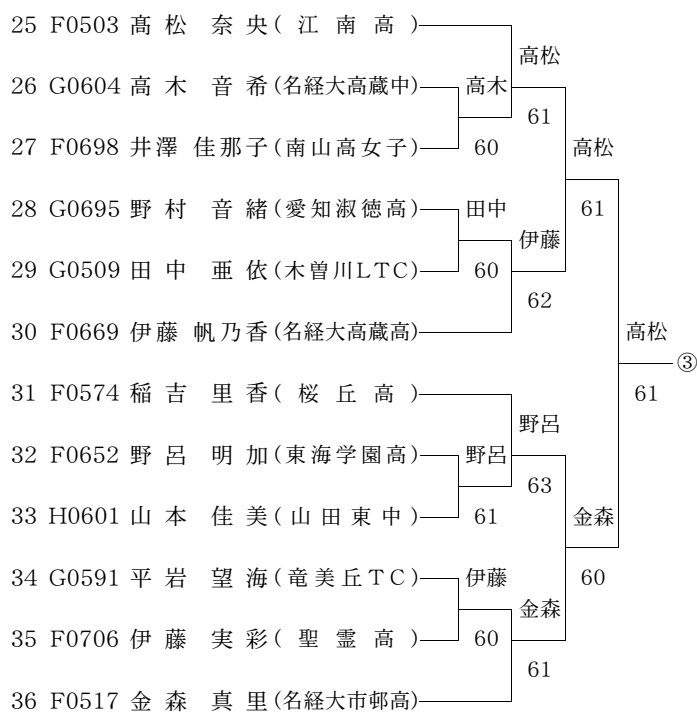 25 F0503 髙松 奈央(江南高)
高松
26 G0604 高木 音希(名経大高蔵中) 高木
61
27 F0698 井澤 佳那子(南山高女子) 60 高松
28 G0695 野村 音緒(愛知淑徳高) 田中 61
伊藤
29 G0509 田中 亜依(木曽川LTC) 60
62
30 F0669 伊藤 帆乃香(名経大高蔵高) 高松
③
31 F0574 稲吉 里香(桜丘高) 61
野呂
32 F0652 野呂 明加(東海学園高) 野呂
63
33 H0601 山本 佳美(山田東中) 61 金森
34 G0591 平岩 望海(竜美丘TC) 伊藤 60
金森
35 F0706 伊藤 実彩(聖霊高) 60
61
36 F0517 金森 真里(名経大市邨高)